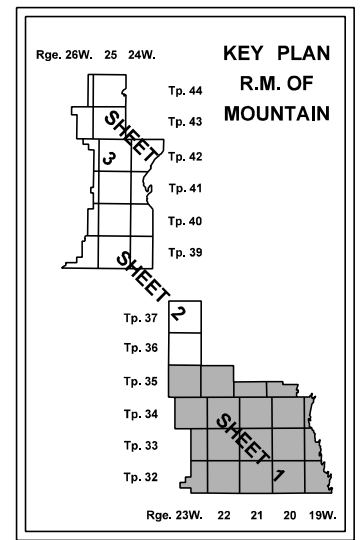 KEY PLAN
R.M. OF
MOUNTAIN
Rge. 26W. 25 24W.
Tp. 44
Tp. 43
SHEET
3
Tp. 42
Tp. 41
Tp. 40
Tp. 39
SHEET
2
Tp. 37
Tp. 36
Tp. 35
Tp. 34
SHEET
1
Tp. 33
Tp. 32
Rge. 23W. 22 21 20 19W.